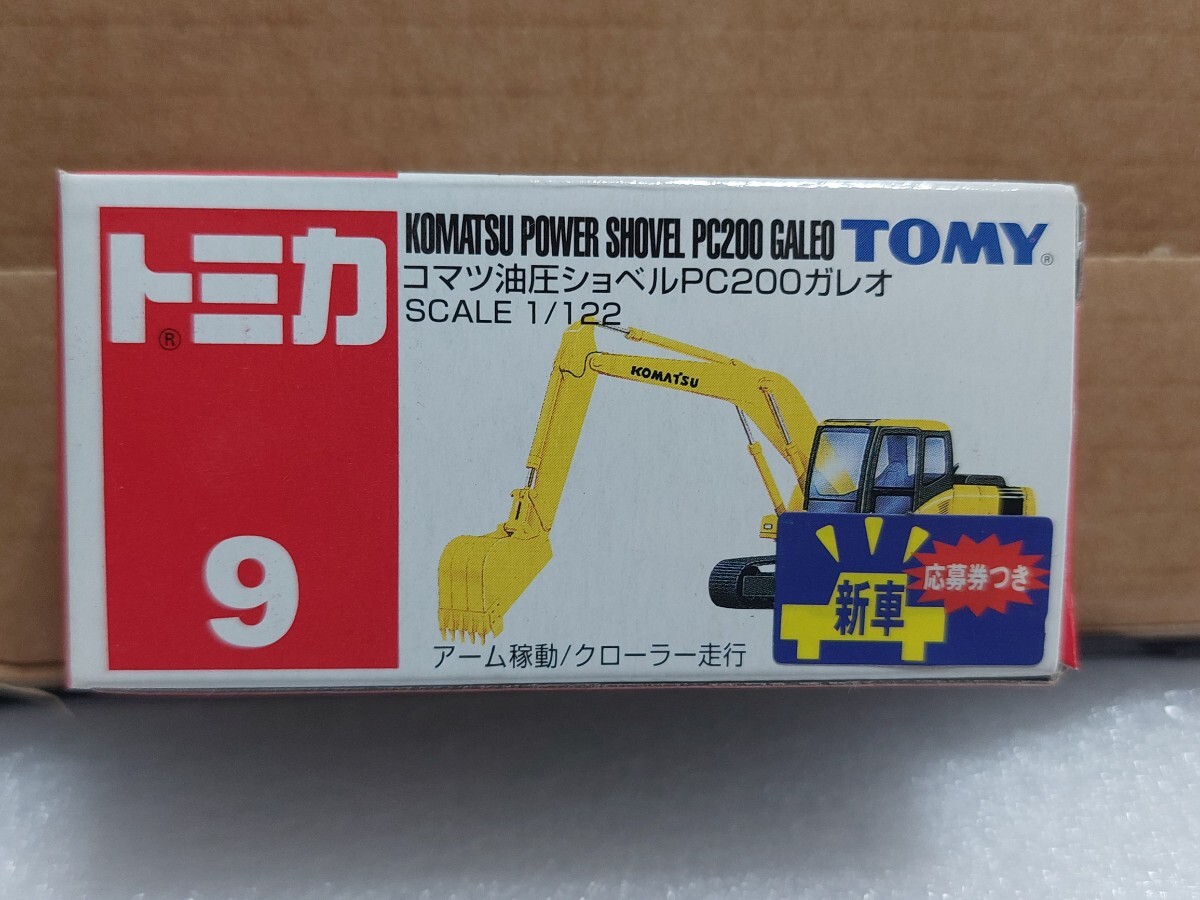 トミカ®
9
KOMATSU POWER SHOVEL PC200 GALEO TOMY®
コマツ油圧ショベルPC200ガレオ
SCALE 1/122
KOMATSU
アーム稼動/クローラー走行
新車
応募券つき